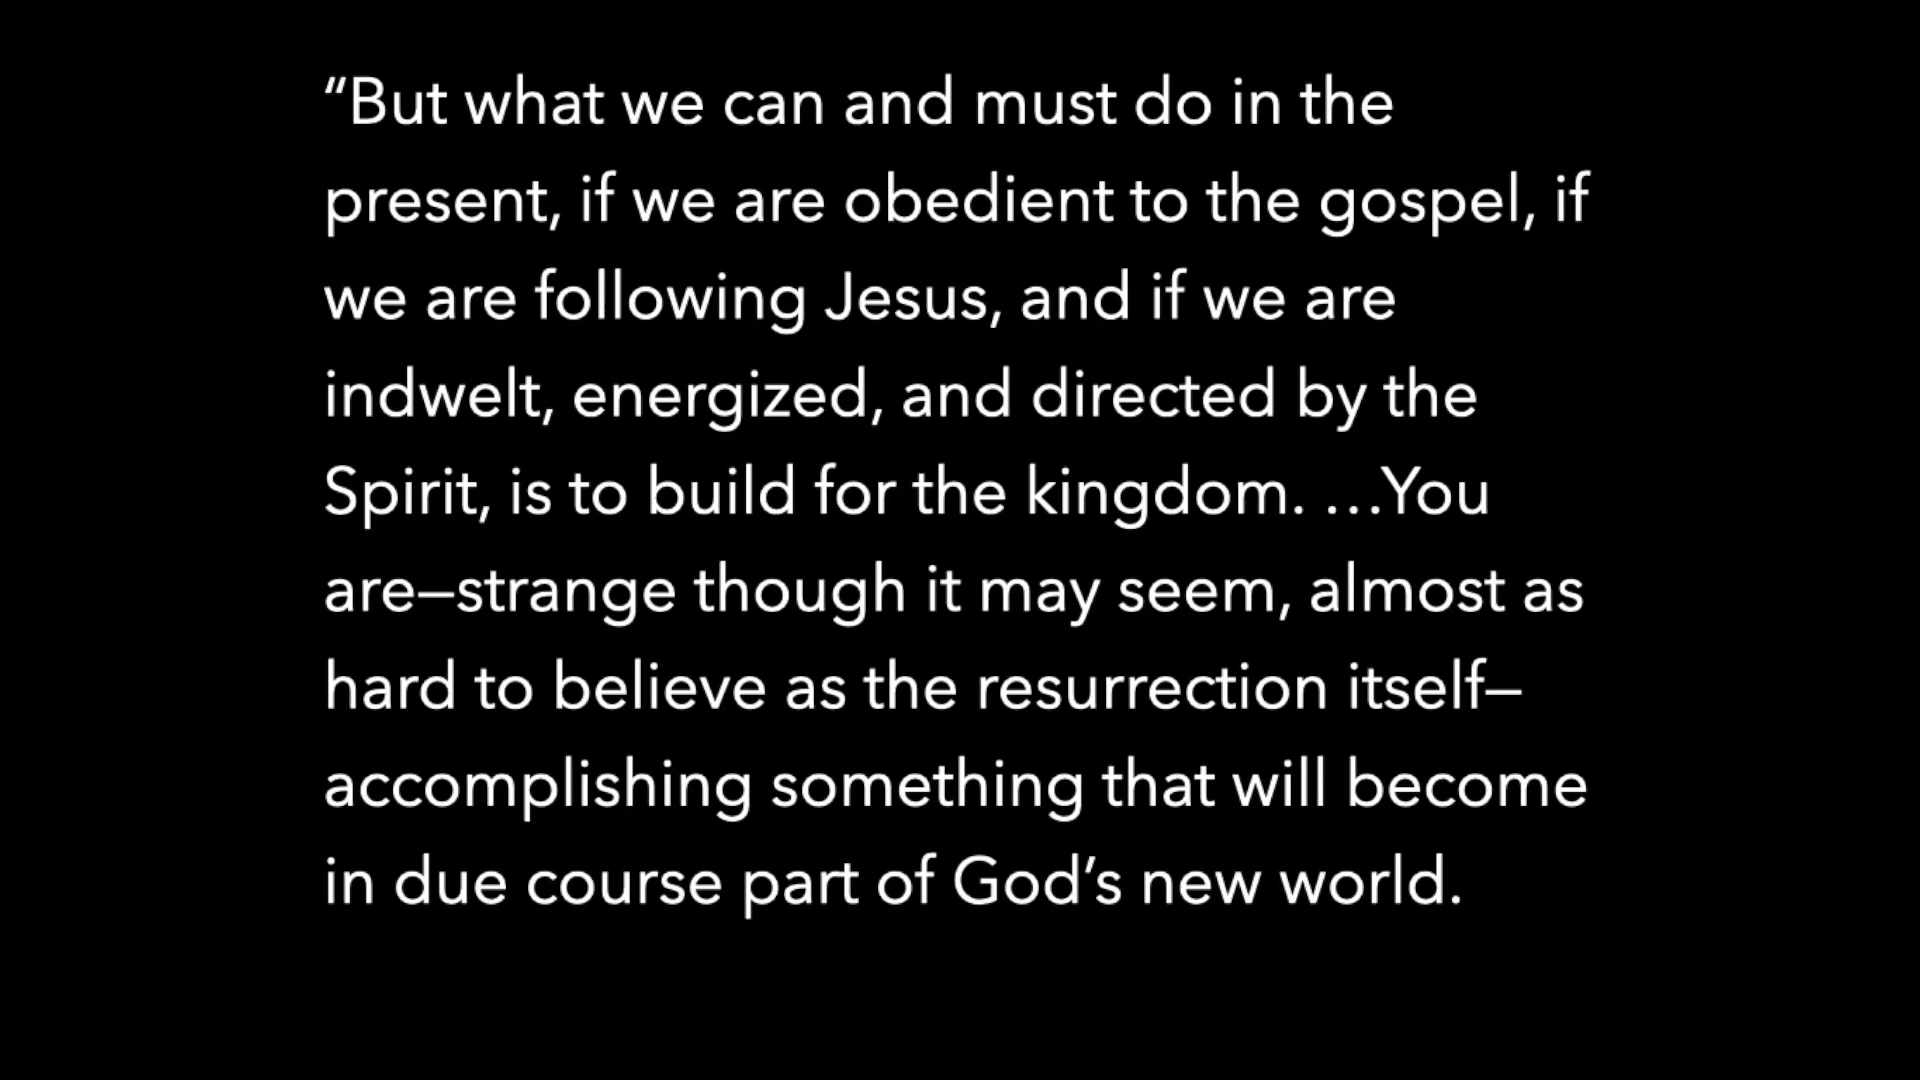 “But what we can and must do in the
present, if we are obedient to the gospel, if
we are following Jesus, and if we are
indwelt, energized, and directed by the
Spirit, is to build for the kingdom. …You
are—strange though it may seem, almost as
hard to believe as the resurrection itself—
accomplishing something that will become
in due course part of God’s new world.